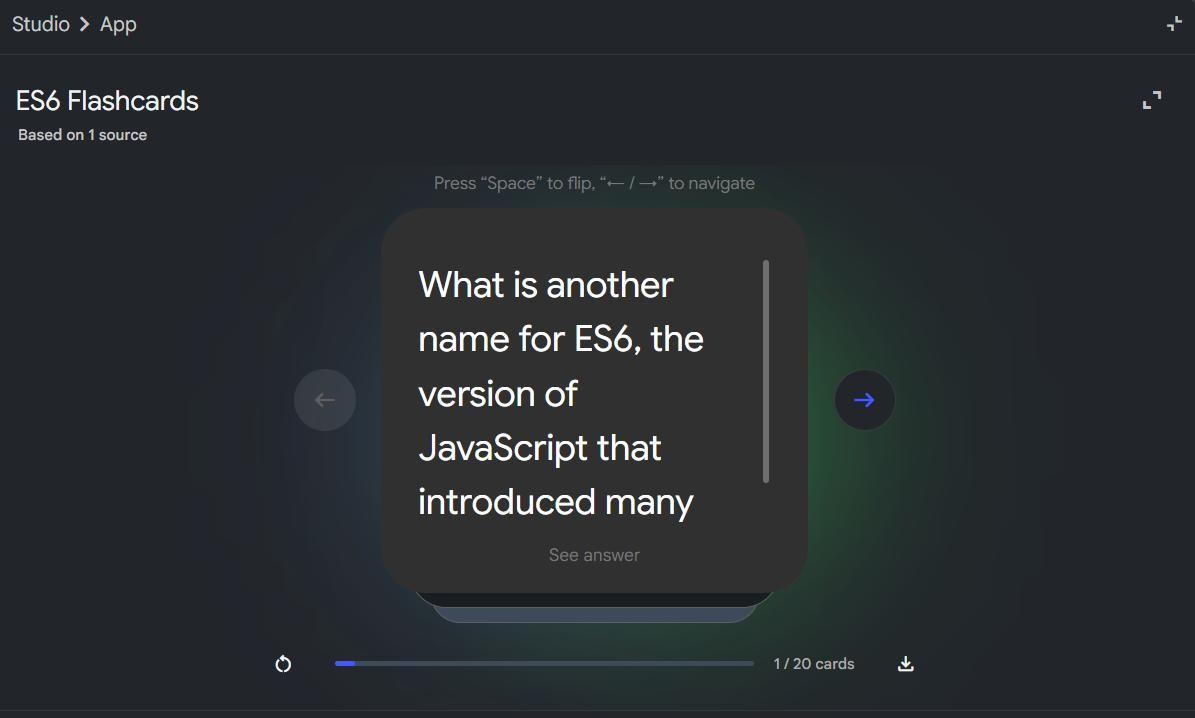 Studio > App
ES6 Flashcards
Based on 1 source
Press “Space” to flip, “← / →” to navigate
What is another
name for ES6, the
version of
JavaScript that
introduced many
See answer
1 / 20 cards